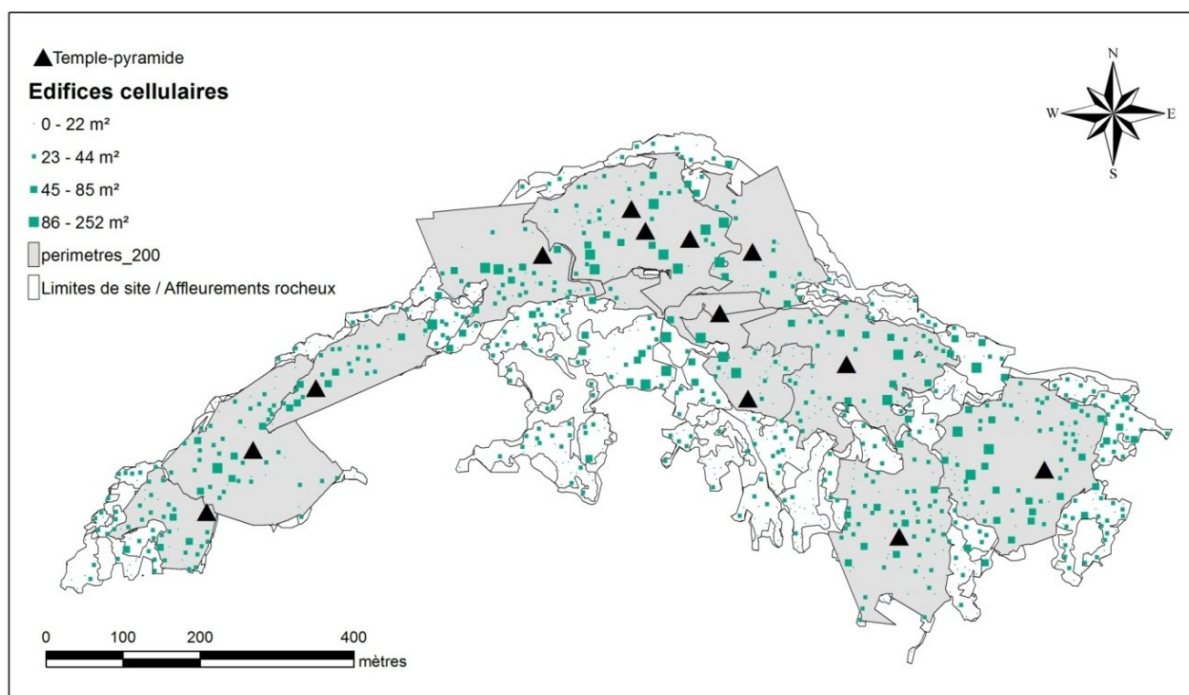 Temple-pyramide
Edifices cellulaires
0 - 22 m²
23 - 44 m²
45 - 85 m²
86 - 252 m²
perimetres_200
Limites de site / Affleurements rocheux
N
W
E
S
0 100 200 400
mètres